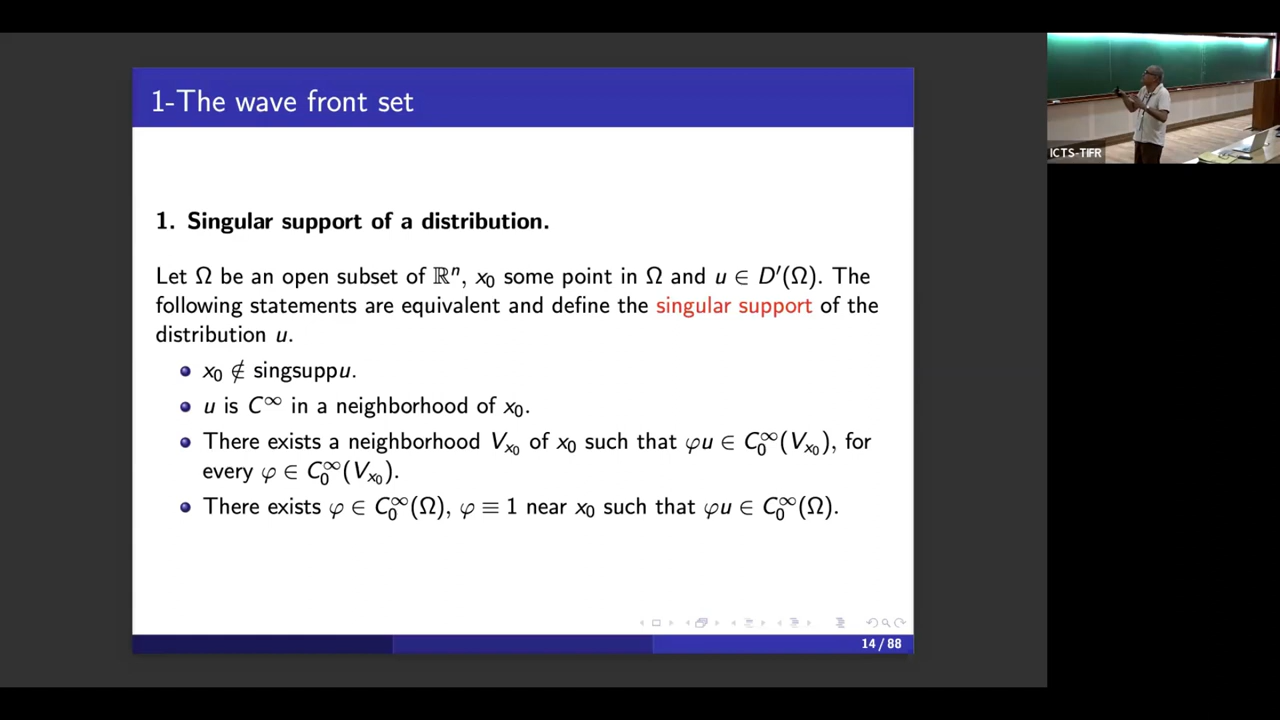 1-The wave front set
ICTS-TIFR
1. Singular support of a distribution.
Let Ω be an open subset of ℝⁿ, x₀ some point in Ω and u ∈ D′(Ω). The
following statements are equivalent and define the singular support of the
distribution u.
x₀ ∉ singsuppu.
u is C^∞ in a neighborhood of x₀.
There exists a neighborhood V_{x₀} of x₀ such that φu ∈ C₀^∞(V_{x₀}), for
every φ ∈ C₀^∞(V_{x₀}).
There exists φ ∈ C₀^∞(Ω), φ ≡ 1 near x₀ such that φu ∈ C₀^∞(Ω).
14 / 88